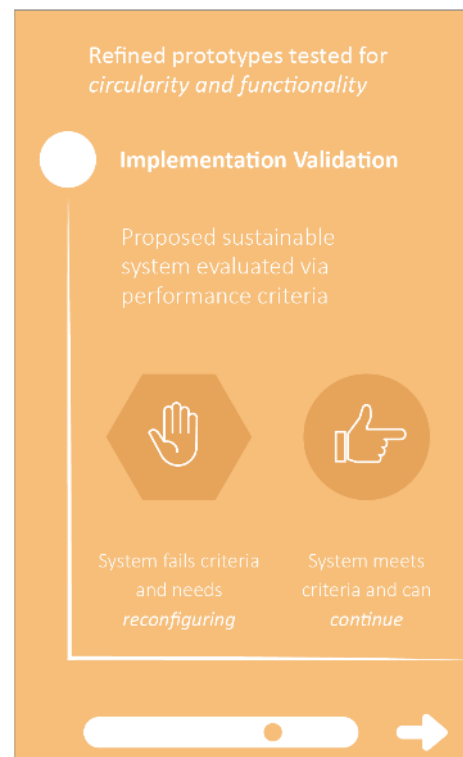 Refined prototypes tested for
circularity and functionality
Implementation Validation
Proposed sustainable
system evaluated via
performance criteria
System fails criteria
and needs
reconfiguring
System meets
criteria and can
continue